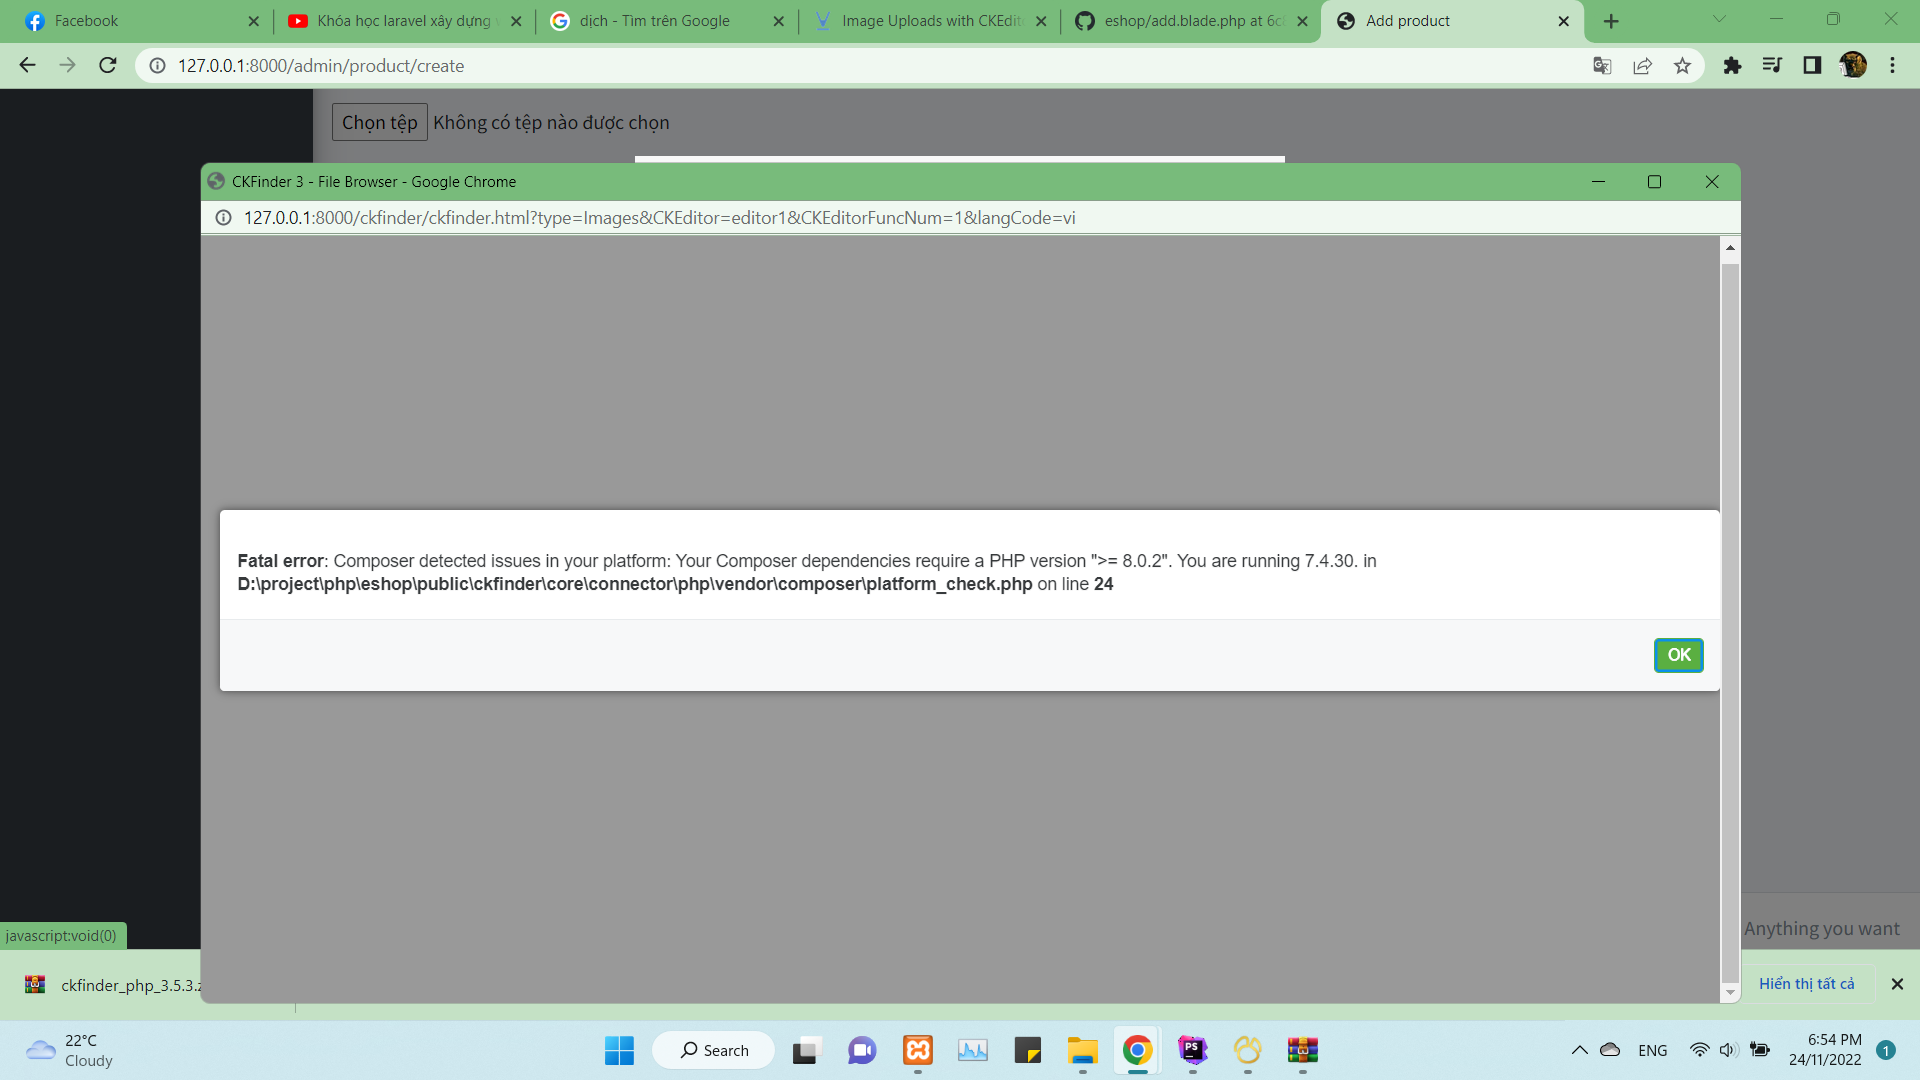 Facebook
Khóa học laravel xây dựng
dịch - Tìm trên Google
Image Uploads with CKEdit
eshop/add.blade.php at 6c
Add product
127.0.0.1:8000/admin/product/create
Chọn tệp Không có tệp nào được chọn
CKFinder 3 - File Browser - Google Chrome
127.0.0.1:8000/ckfinder/ckfinder.html?type=Images&CKEditor=editor1&CKEditorFuncNum=1&langCode=vi
Fatal error: Composer detected issues in your platform: Your Composer dependencies require a PHP version ">= 8.0.2". You are running 7.4.30. in
D:\project\php\eshop\public\ckfinder\core\connector\php\vendor\composer\platform_check.php on line 24
OK
Anything you want
javascript:void(0)
ckfinder_php_3.5.3.z
Hiển thị tất cả
22°C
Cloudy
Search
PS
ENG
6:54 PM
24/11/2022
1